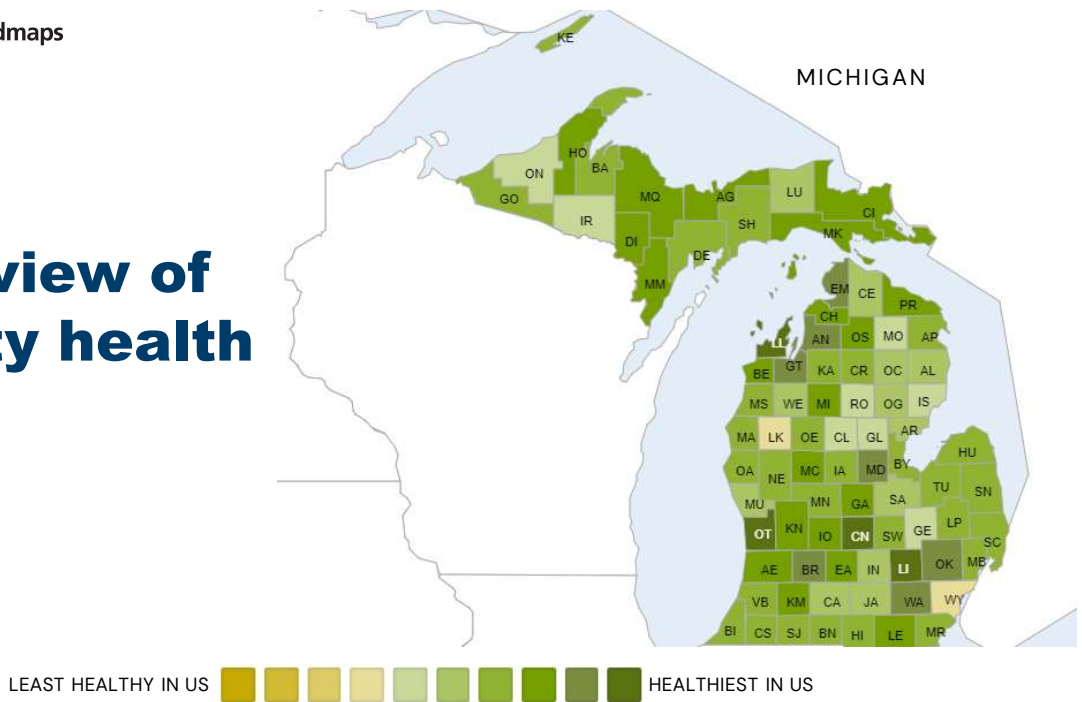 dmaps
MICHIGAN
view of
ty health
KE
HO
BA
ON
GO
IR
MQ
AG
LU
CI
SH
MK
DI
DE
MM
EM
CE
PR
CH
LL
AN
OS
MO
AP
BE
GT
KA
CR
OC
AL
MS
WE
MI
RO
OG
IS
MA
LK
OE
CL
GL
AR
OA
NE
MC
IA
MD
BY
HU
MU
MN
GA
SA
TU
SN
OT
KN
IO
CN
SW
GE
LP
SC
AE
BR
EA
IN
LI
OK
MB
VB
KM
CA
JA
WA
WY
BI
CS
SJ
BN
HI
LE
MR
LEAST HEALTHY IN US
HEALTHIEST IN US